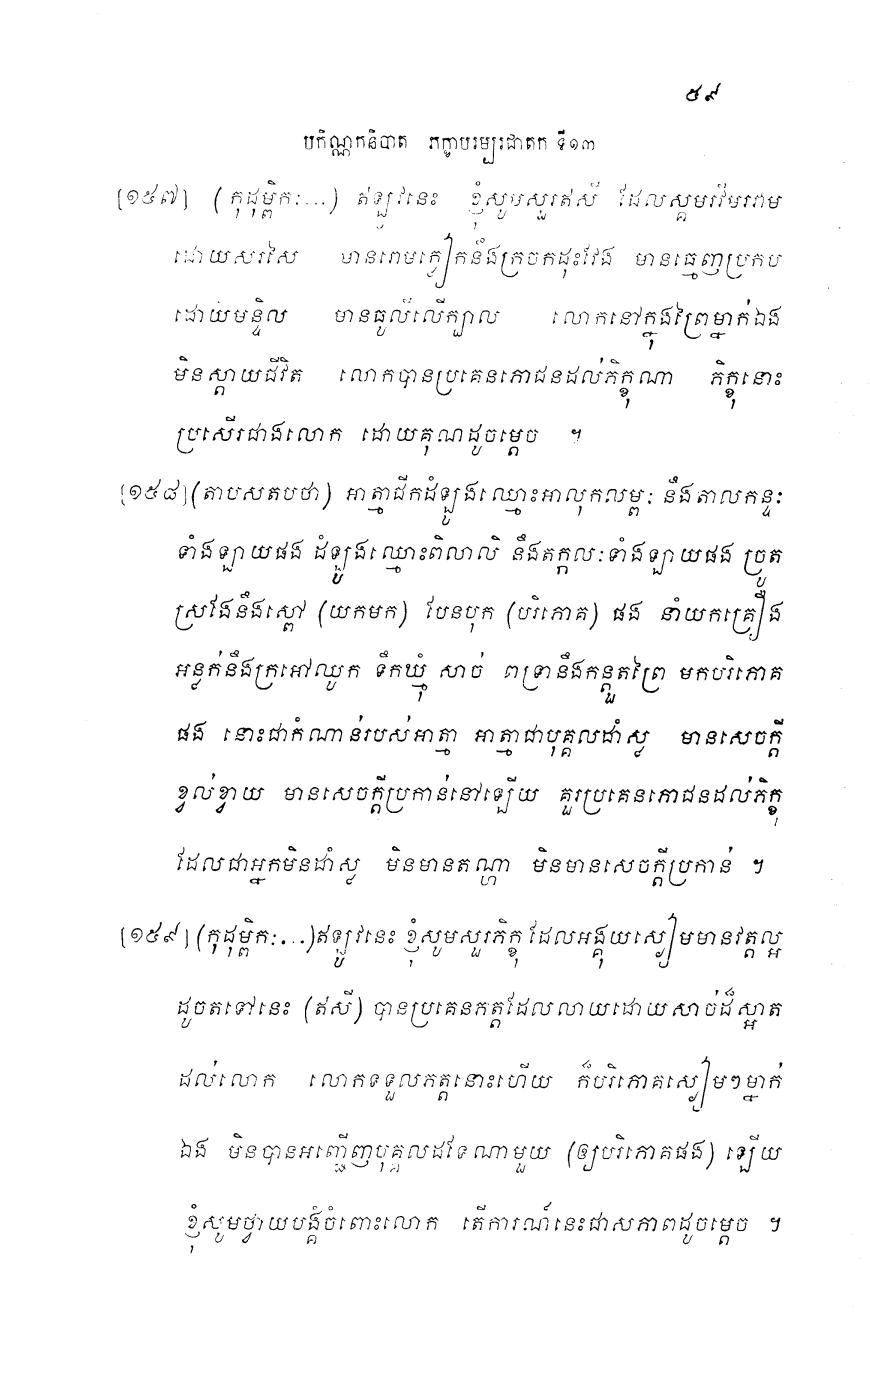 ៥៩
បកិណ្ណកនិបាត ភក្ខាបរម្បរជាតក ទី១៣
[១៥៧] (កុដុម្ពិកៈ...) ឥឡូវនេះ ខ្ញុំសូមសួរឥសី ដែលស្គមរវើមរវាម
ដោយសរសៃ មានរោមភ្លៀកនឹងក្រចកដុះវែង មានធ្មេញប្រកប
ដោយមន្ទិល មានធូលីលើក្បាល លោកនៅក្នុងព្រៃម្នាក់ឯង
មិនស្តាយជីវិត លោកបានប្រគេនភោជនដល់ភិក្ខុណា ភិក្ខុនោះ
ប្រសើរជាងលោក ដោយគុណដូចម្តេច ។
[១៥៨] (តាបសតបថា) អាត្មាជីកដំឡូងឈ្មោះអាលុកលម្ពៈ នឹងតាលកន្ទៈ
ទាំងឡាយផង ដំឡូងឈ្មោះពិលាលិ នឹងតក្កលៈទាំងឡាយផង ច្រូត
ស្រងែនឹងស្ពៅ (យកមក) បែនបុក (បរិភោគ) ផង នាំយកគ្រឿង
អន្លក់នឹងក្រអៅឈូក ទឹកឃ្មុំ សាច់ ពទ្រានឹងកន្ទួតព្រៃ មកបរិភោគ
ផង នោះជាកំណាន់របស់អាត្មា អាត្មាជាបុគ្គលដាំស្ល មានសេចក្តី
ខ្វល់ខ្វាយ មានសេចក្តីប្រកាន់នៅឡើយ គួរប្រគេនភោជនដល់ភិក្ខុ
ដែលជាអ្នកមិនដាំស្ល មិនមានតណ្ហា មិនមានសេចក្តីប្រកាន់ ។
[១៥៩] (កុដុម្ពិកៈ...) ឥឡូវនេះ ខ្ញុំសូមសួរភិក្ខុ ដែលអង្គុយស្ងៀមមានវត្តល្អ
ដូចតទៅនេះ (ឥសី) បានប្រគេនភត្តដែលលាយដោយសាច់ដ៏ស្អាត
ដល់លោក លោកទទួលភត្តនោះហើយ ក៏បរិភោគស្ងៀមៗម្នាក់
ឯង មិនបានអញ្ជើញបុគ្គលដទៃណាមួយ (ឲ្យបរិភោគផង) ឡើយ
ខ្ញុំសូមថ្វាយបង្គំចំពោះលោក តើការណ៍នេះជាសភាពដូចម្តេច ។